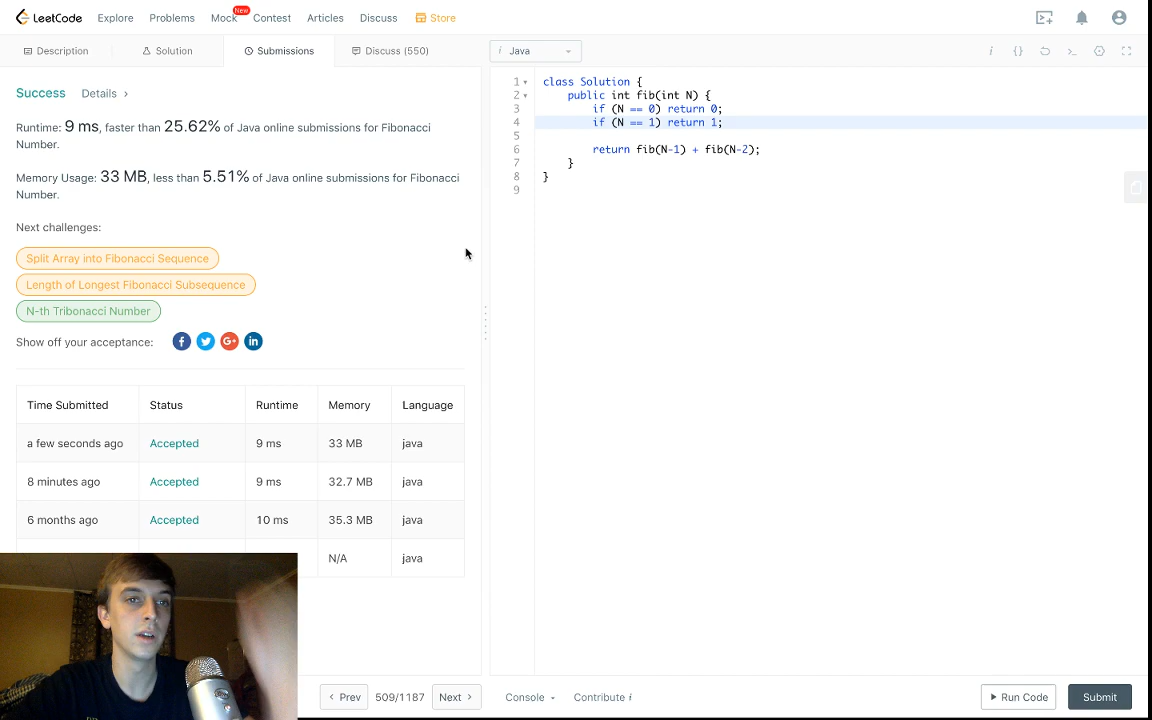 LeetCode Explore Problems Mock New Contest Articles Discuss Store
Description Solution Submissions Discuss (550)
Success Details ›
Runtime: 9 ms, faster than 25.62% of Java online submissions for Fibonacci
Number.
Memory Usage: 33 MB, less than 5.51% of Java online submissions for Fibonacci
Number.
Next challenges:
Split Array into Fibonacci Sequence
Length of Longest Fibonacci Subsequence
N-th Tribonacci Number
Show off your acceptance: f G+ in
Time Submitted Status Runtime Memory Language
a few seconds ago Accepted 9 ms 33 MB java
8 minutes ago Accepted 9 ms 32.7 MB java
6 months ago Accepted 10 ms 35.3 MB java
N/A java
‹ Prev 509/1187 Next ›
i Java i {} >_
1 class Solution {
2 public int fib(int N) {
3 if (N == 0) return 0;
4 if (N == 1) return 1;
5
6 return fib(N-1) + fib(N-2);
7 }
8 }
9
Console Contribute i Run Code Submit